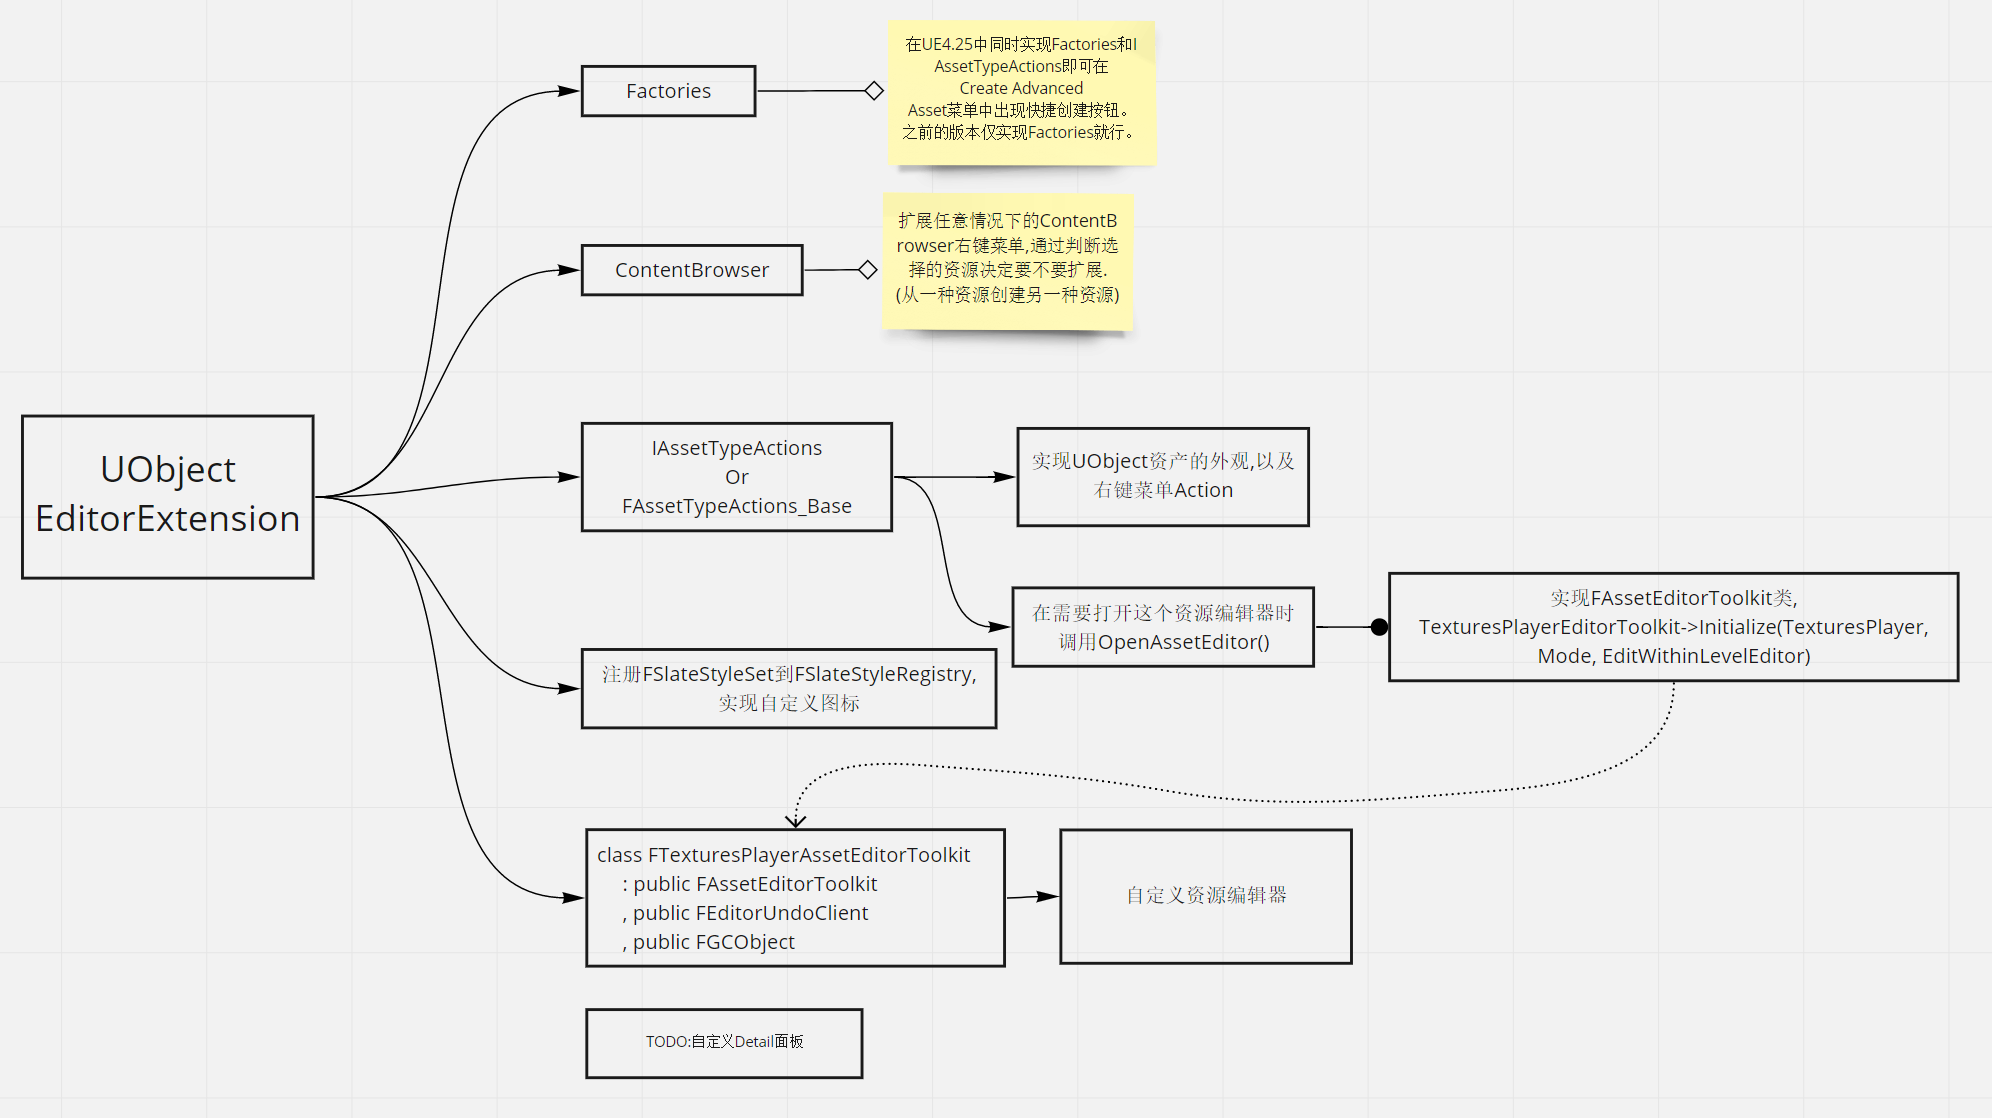 在UE4.25中同时实现Factories和I
AssetTypeActions即可在
Create Advanced
Asset菜单中出现快捷创建按钮。
之前的版本仅实现Factories就行。
Factories
扩展任意情况下的ContentB
rowser右键菜单,通过判断选
择的资源决定要不要扩展.
(从一种资源创建另一种资源)
ContentBrowser
UObject
EditorExtension
IAssetTypeActions
Or
FAssetTypeActions_Base
实现UObject资产的外观,以及
右键菜单Action
在需要打开这个资源编辑器时
调用OpenAssetEditor()
实现FAssetEditorToolkit类,
TexturesPlayerEditorToolkit->Initialize(TexturesPlayer,
Mode, EditWithinLevelEditor)
注册FSlateStyleSet到FSlateStyleRegistry,
实现自定义图标
class FTexturesPlayerAssetEditorToolkit
: public FAssetEditorToolkit
, public FEditorUndoClient
, public FGCObject
自定义资源编辑器
TODO:自定义Detail面板